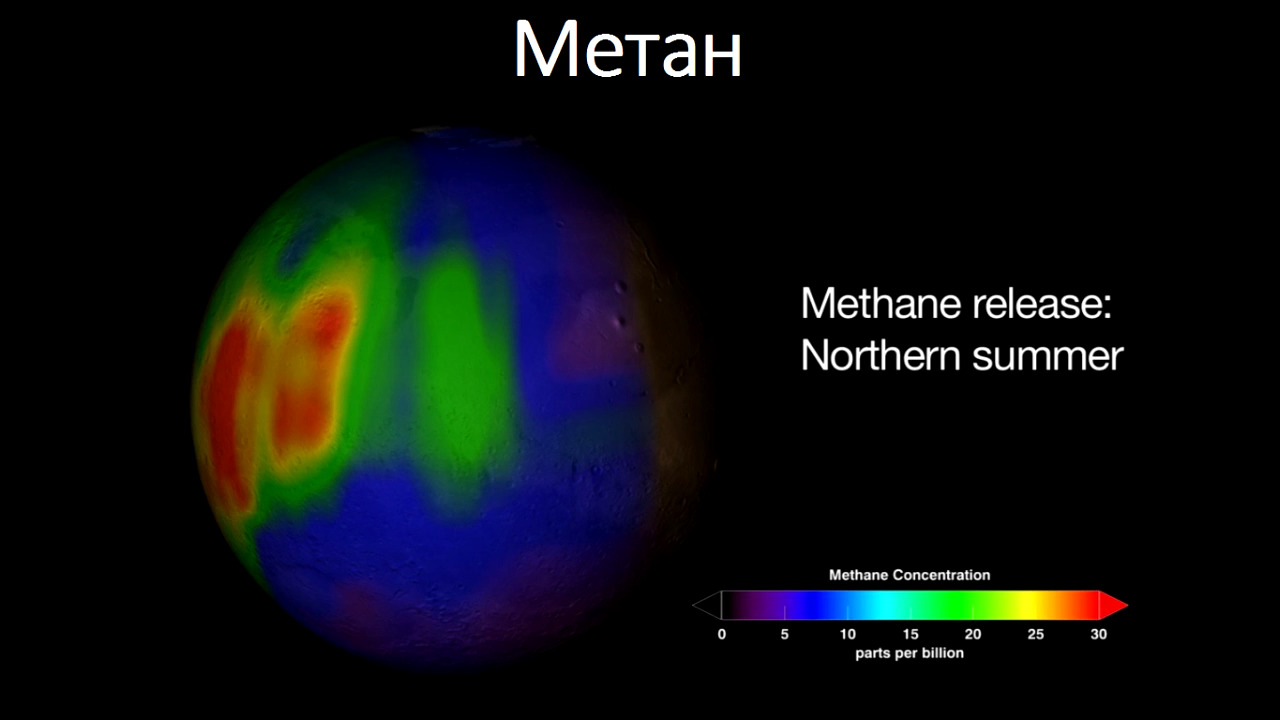 Метан
Methane release:
Northern summer
Methane Concentration
0 5 10 15 20 25 30
parts per billion